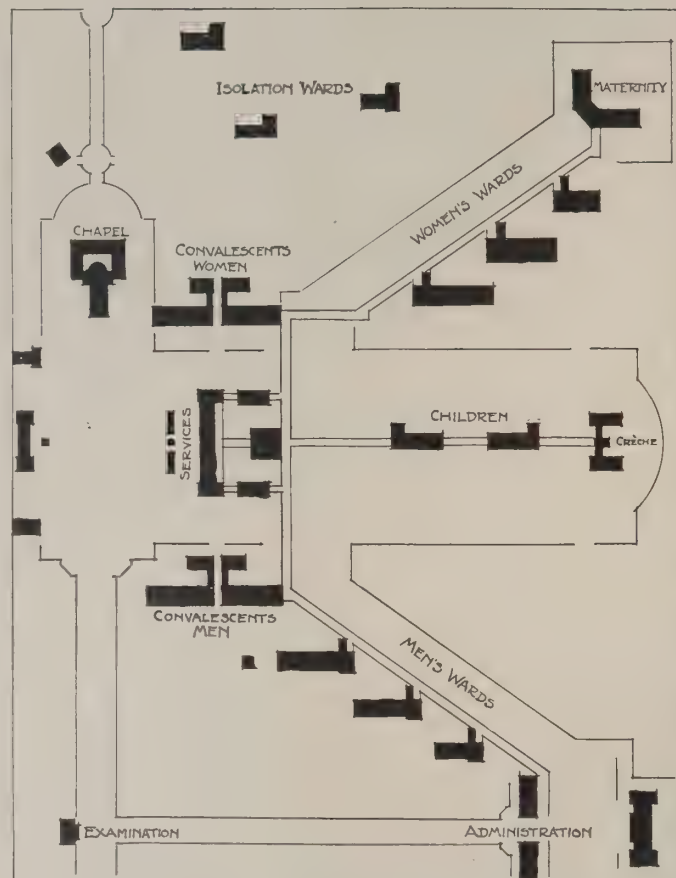 ISOLATION WARDS
MATERNITY
WOMEN'S WARDS
CHAPEL
CONVALESCENTS
WOMEN
SERVICES
CHILDREN
CRÈCHE
CONVALESCENTS
MEN
MEN'S WARDS
EXAMINATION
ADMINISTRATION